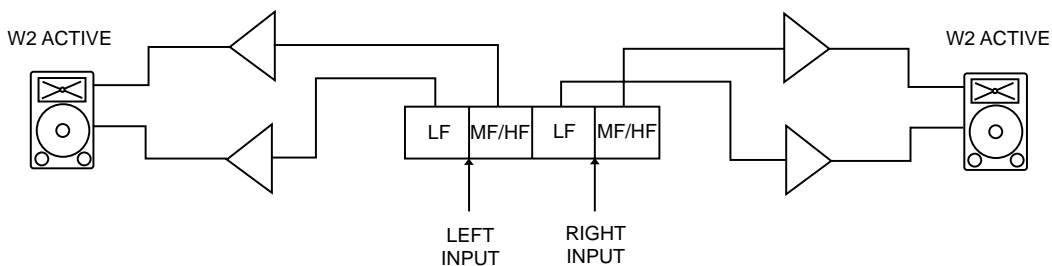 W2 ACTIVE
W2 ACTIVE
LF
MF/HF
LF
MF/HF
LEFT
INPUT
RIGHT
INPUT